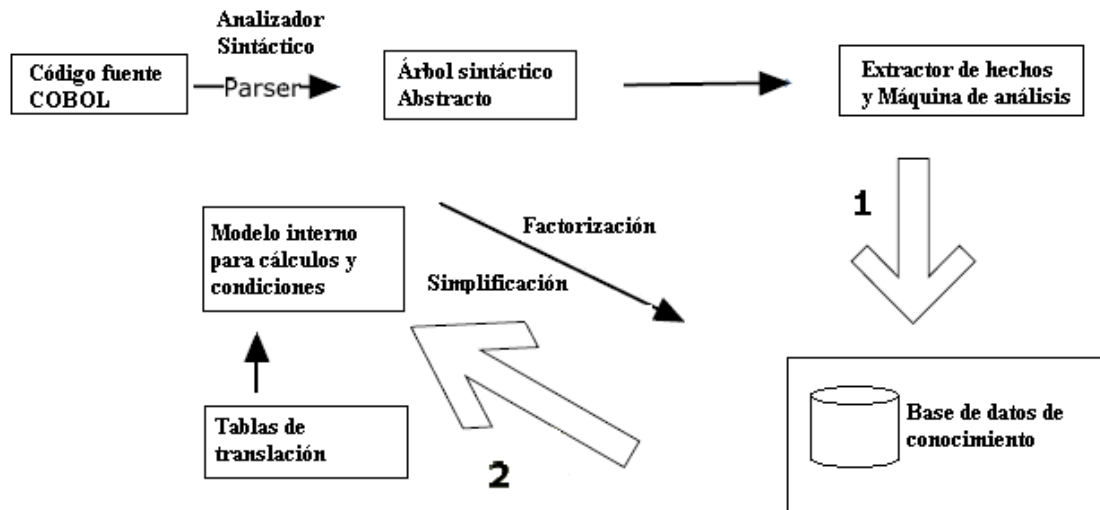 Analizador
Sintáctico
Código fuente
COBOL
Parser
Árbol sintáctico
Abstracto
Extractor de hechos
y Máquina de análisis
1
Modelo interno
para cálculos y
condiciones
Factorización
Simplificación
Tablas de
translación
2
Base de datos de
conocimiento